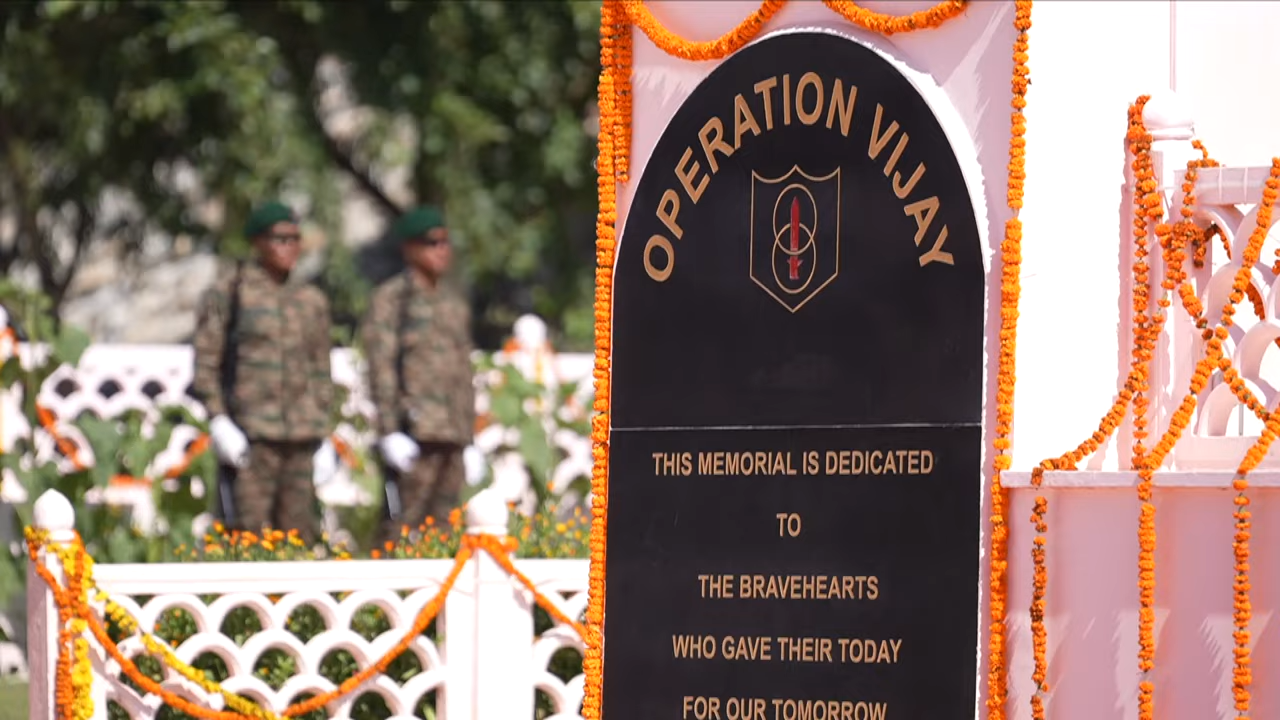 OPERATION VIJAY
THIS MEMORIAL IS DEDICATED
TO
THE BRAVEHEARTS
WHO GAVE THEIR TODAY
FOR OUR TOMORROW